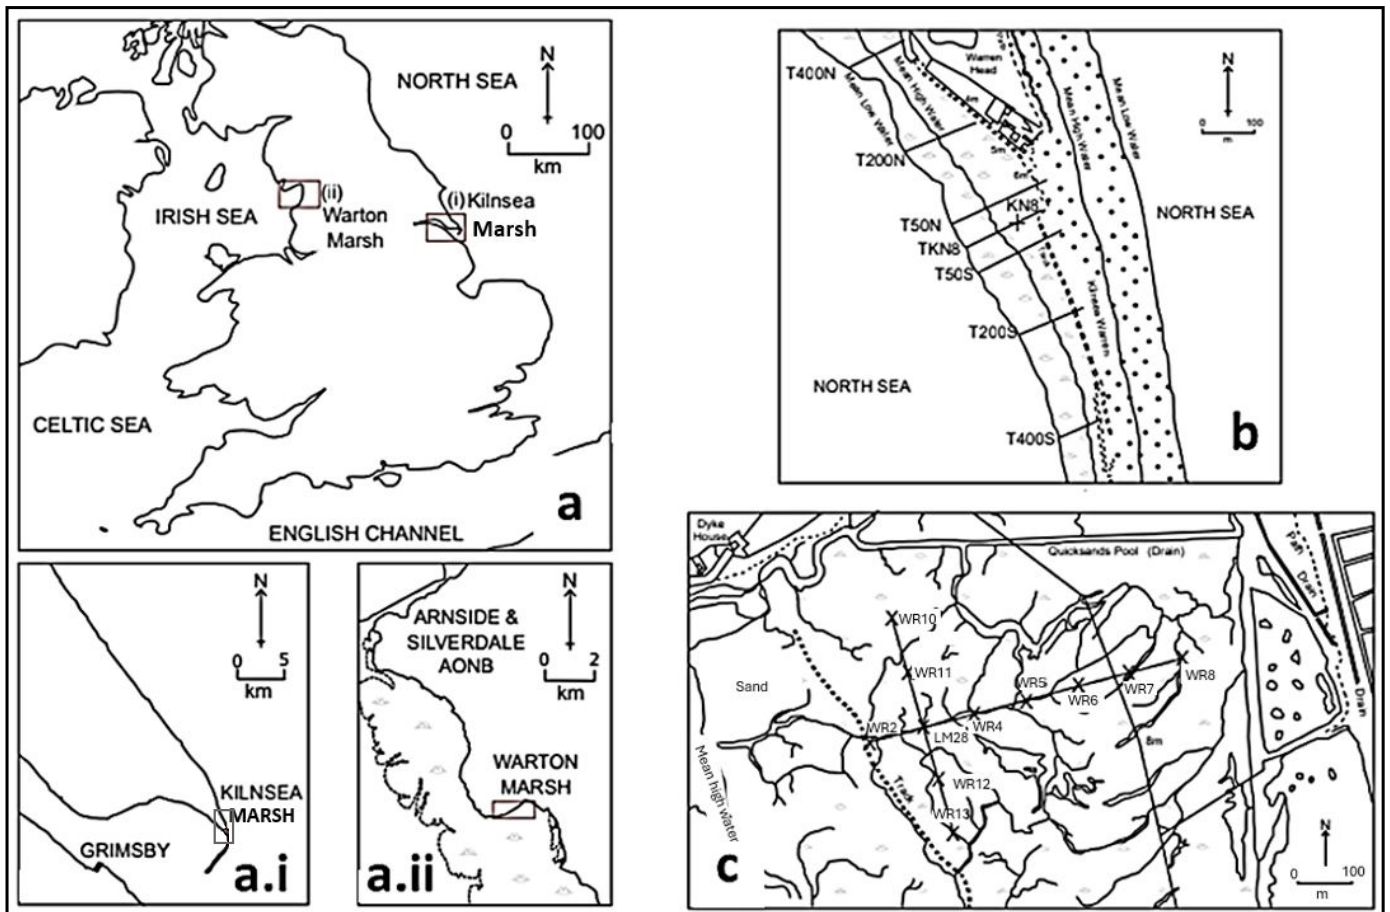 NORTH SEA
N
0 100
km
(ii)
Warton
Marsh
(i) Kilnsea
Marsh
IRISH SEA
CELTIC SEA
ENGLISH CHANNEL
a
N
0 5
km
KILNSEA
MARSH
GRIMSBY
a.i
ARNSIDE &
SILVERDALE
AONB
N
0 2
km
WARTON
MARSH
a.ii
T400N
Mean Low Water
Mean High Water
Warren
Head
Mean High Water
Mean Low Water
N
0 100
m
4m
5m
6m
T200N
KN8
T50N
TKN8
T50S
NORTH SEA
Kilnsea Warren
T200S
NORTH SEA
T400S
b
Dyke
House
Quicksands Pool (Drain)
Path
Drain
Drain
WR10
WR11
Sand
WR5
WR6
WR7
WR8
WR2
LM28
WR4
8m
Mean high water
Track
WR12
WR13
N
0 100
m
c